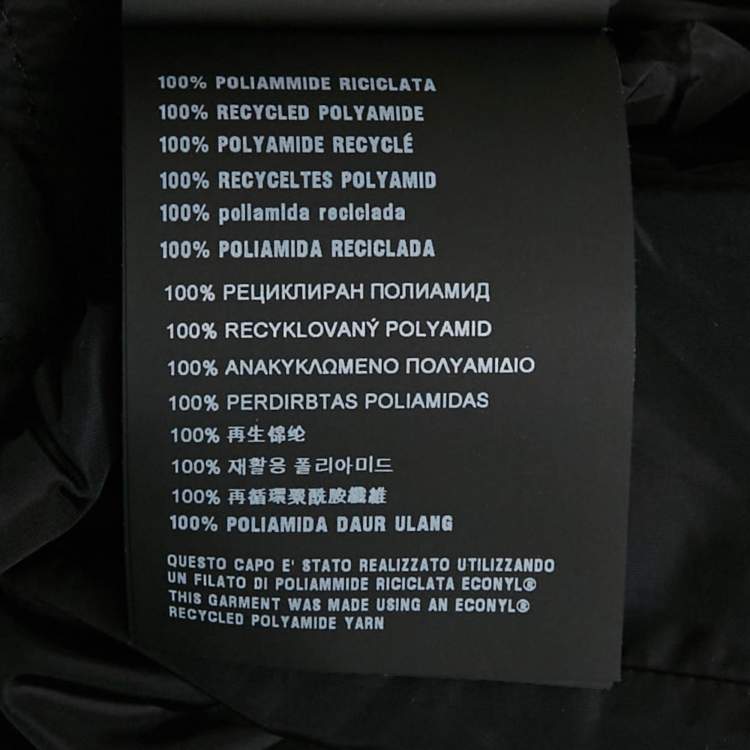 100% POLIAMMIDE RICICLATA
100% RECYCLED POLYAMIDE
100% POLYAMIDE RECYCLÉ
100% RECYCELTES POLYAMID
100% poliamida reciclada
100% POLIAMIDA RECICLADA
100% РЕЦИКЛИРАН ПОЛИАМИД
100% RECYKLOVANÝ POLYAMID
100% ΑΝΑΚΥΚΛΩΜΕΝΟ ΠΟΛΥΑΜΙΔΙΟ
100% PERDIRBTAS POLIAMIDAS
100% 再生锦纶
100% 재활용 폴리아미드
100% 再循環聚酰胺纖維
100% POLIAMIDA DAUR ULANG
QUESTO CAPO E' STATO REALIZZATO UTILIZZANDO
UN FILATO DI POLIAMMIDE RICICLATA ECONYL®
THIS GARMENT WAS MADE USING AN ECONYL®
RECYCLED POLYAMIDE YARN